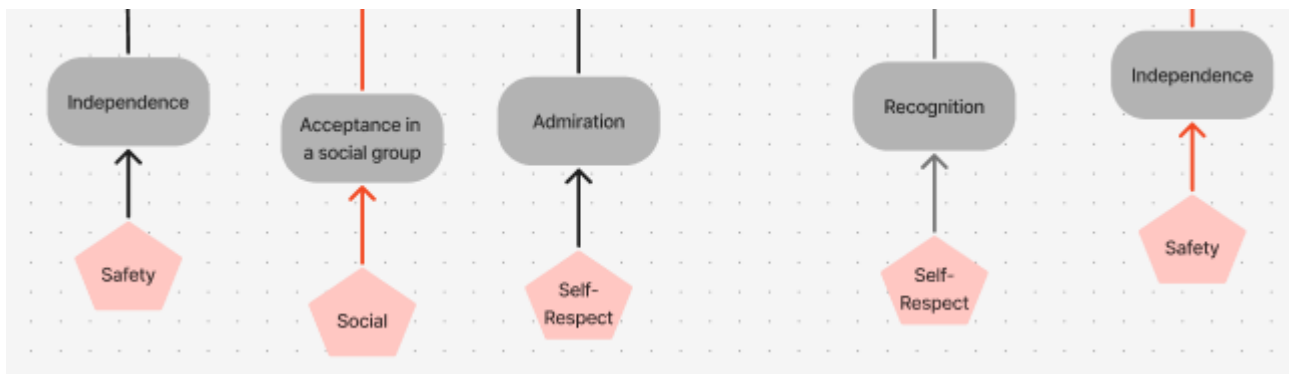 Independence
Acceptance in
a social group
Admiration
Recognition
Independence
Safety
Social
Self-
Respect
Self-
Respect
Safety